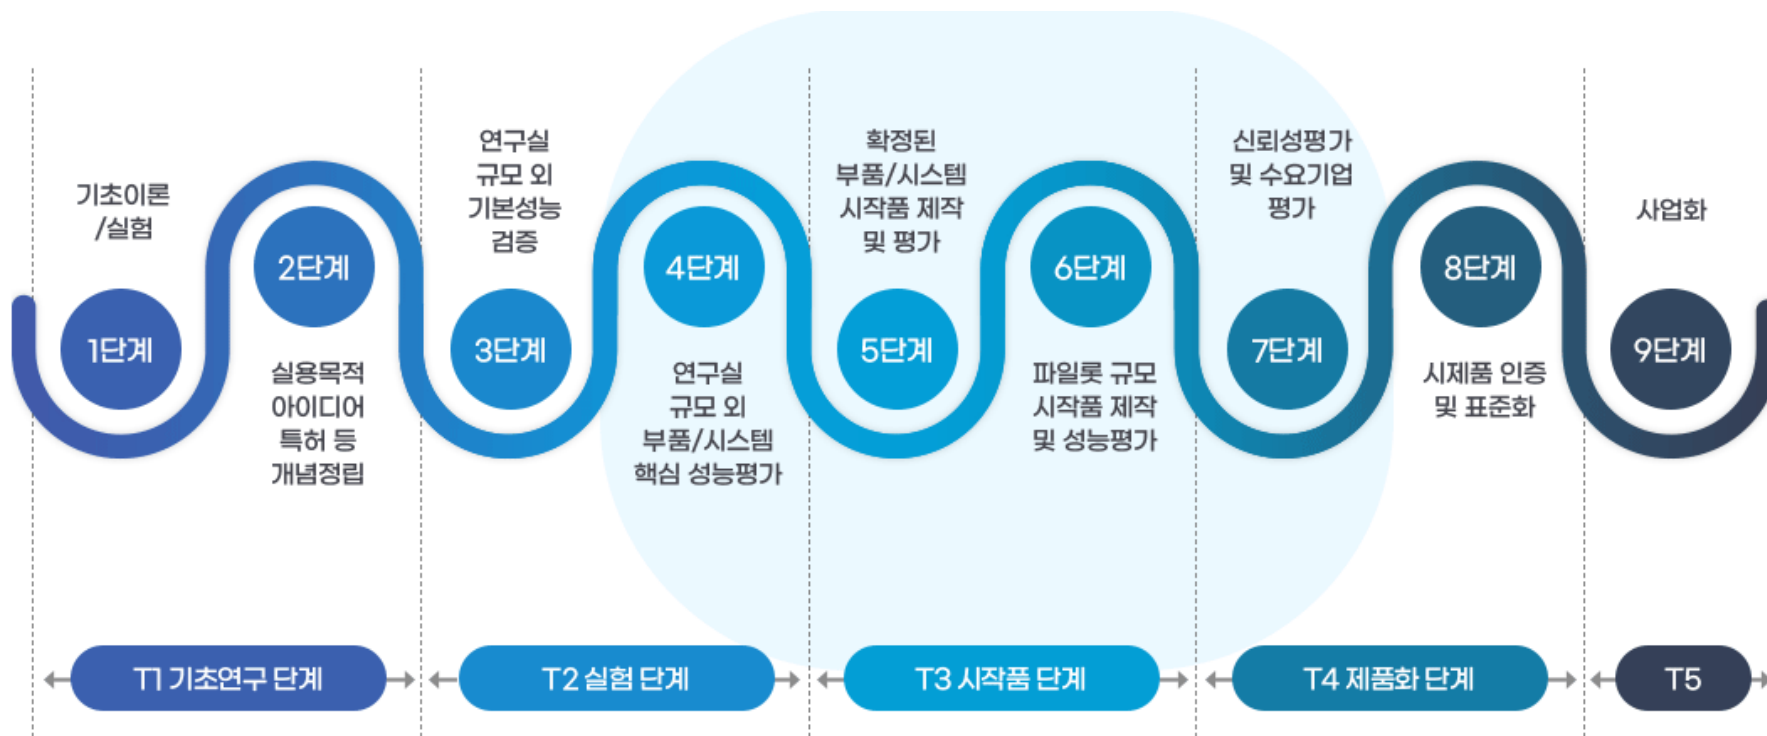 기초이론
/실험
1단계
2단계
실용목적
아이디어
특허 등
개념정립
연구실
규모 외
기본성능
검증
3단계
4단계
연구실
규모 외
부품/시스템
핵심 성능평가
확정된
부품/시스템
시작품 제작
및 평가
5단계
6단계
파일롯 규모
시작품 제작
및 성능평가
신뢰성평가
및 수요기업
평가
7단계
8단계
시제품 인증
및 표준화
사업화
9단계
T1 기초연구 단계
T2 실험 단계
T3 시작품 단계
T4 제품화 단계
T5